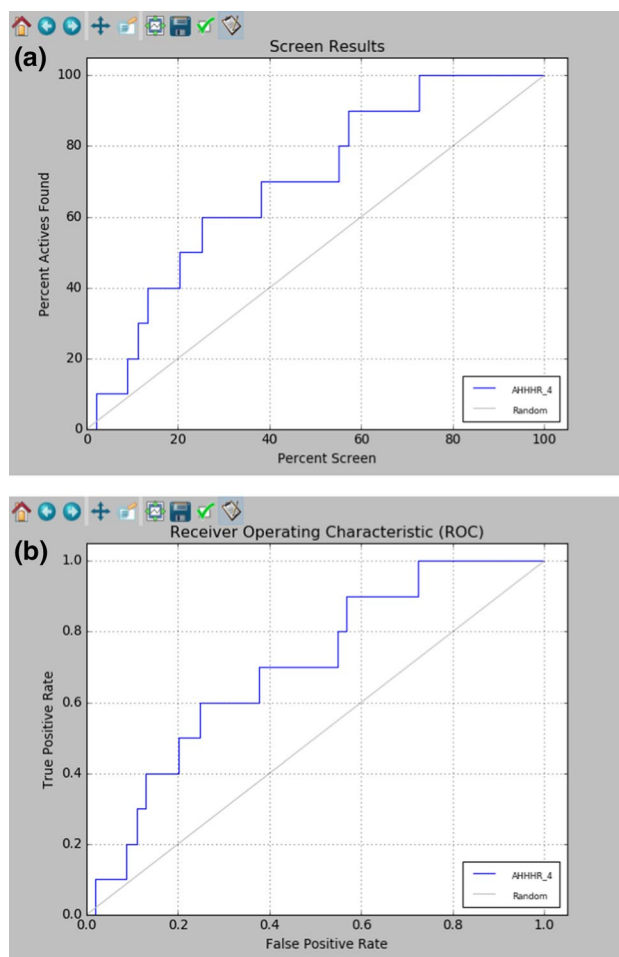 (a)
Screen Results
Percent Actives Found
100
80
60
40
20
0
0 20 40 60 80 100
Percent Screen
AHHHR_4
Random
(b)
Receiver Operating Characteristic (ROC)
True Positive Rate
1.0
0.8
0.6
0.4
0.2
0.0
0.0 0.2 0.4 0.6 0.8 1.0
False Positive Rate
AHHHR_4
Random